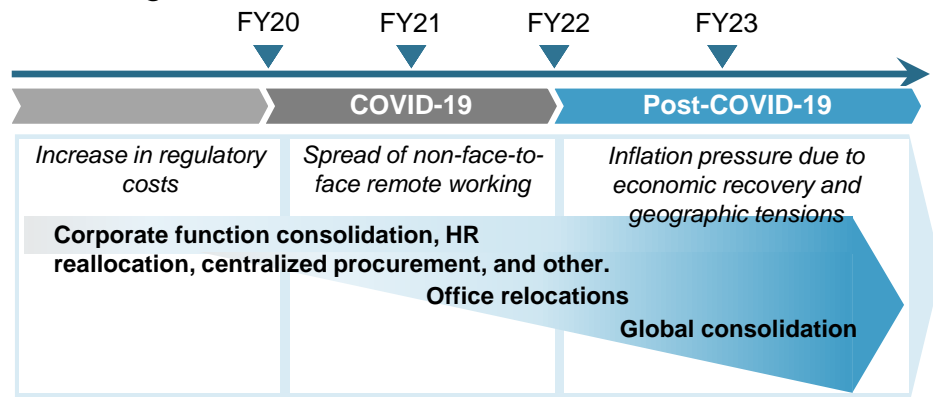 FY20 FY21 FY22 FY23
COVID-19 Post-COVID-19
Increase in regulatory
costs
Spread of non-face-to-
face remote working
Inflation pressure due to
economic recovery and
geographic tensions
Corporate function consolidation, HR
reallocation, centralized procurement, and other.
Office relocations
Global consolidation